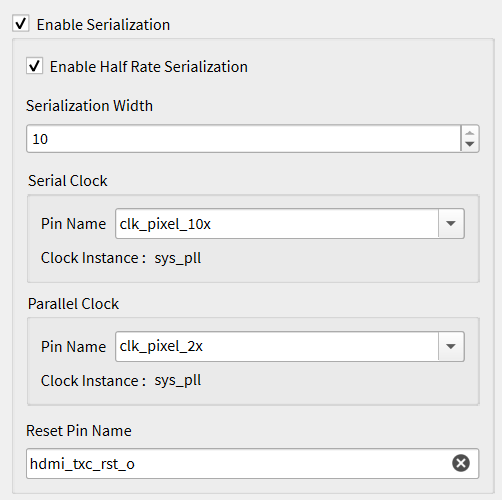 Enable Serialization
Enable Half Rate Serialization
Serialization Width
10
Serial Clock
Pin Name clk_pixel_10x
Clock Instance : sys_pll
Parallel Clock
Pin Name clk_pixel_2x
Clock Instance : sys_pll
Reset Pin Name
hdmi_txc_rst_o